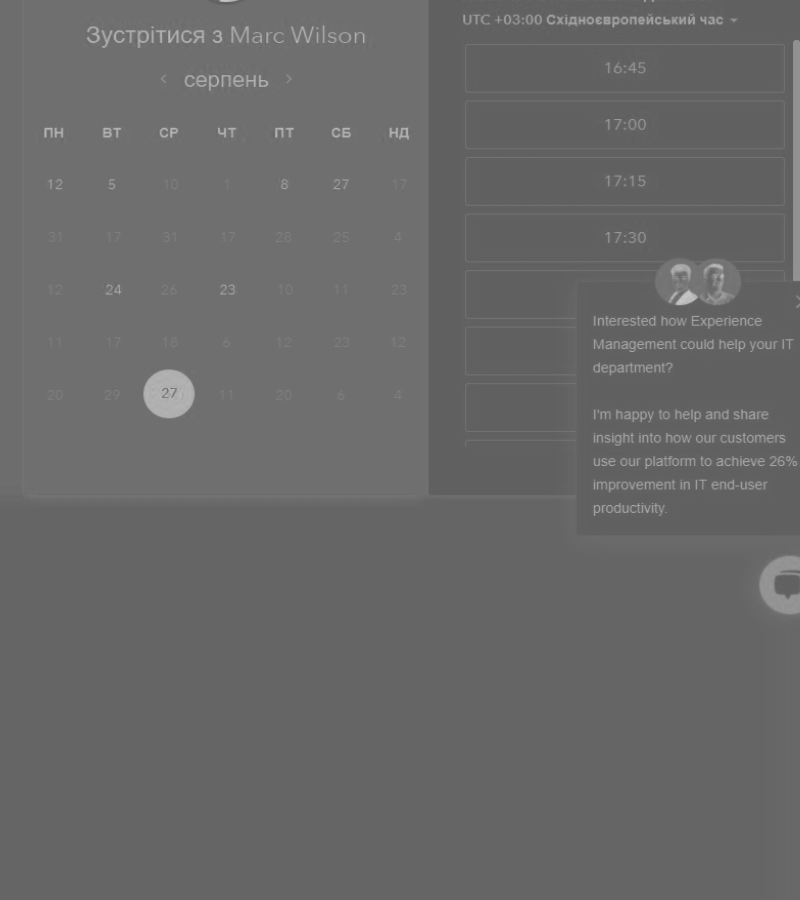 Зустрітися з Marc Wilson
серпень
ПН ВТ СР ЧТ ПТ СБ НД
12 5 10 1 8 27 17
31 17 31 17 28 25 4
12 24 26 23 10 11 23
11 17 18 6 12 23 12
20 29 27 11 20 6 4
UTC +03:00 Східноєвропейський час
16:45
17:00
17:15
17:30
Interested how Experience
Management could help your IT
department?
I'm happy to help and share
insight into how our customers
use our platform to achieve 26%
improvement in IT end-user
productivity.